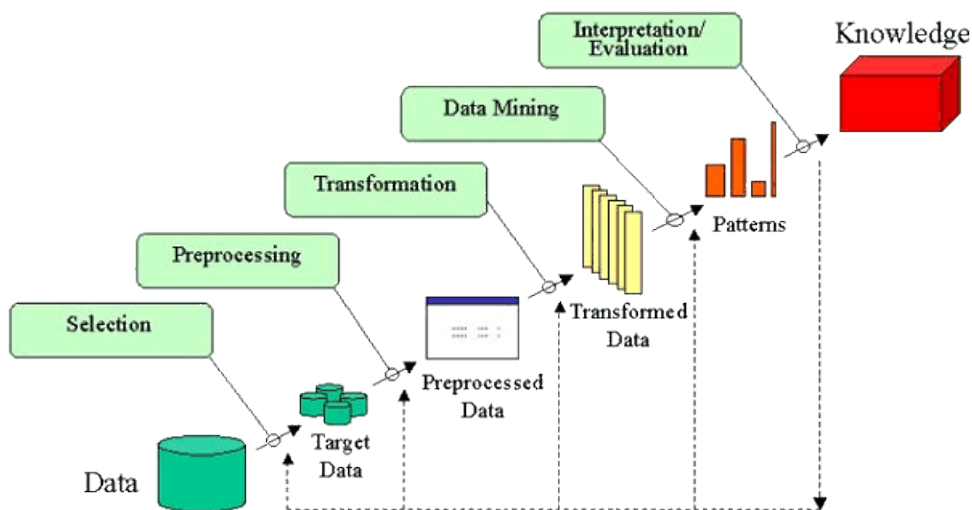 Interpretation/
Evaluation
Knowledge
Data Mining
Transformation
Patterns
Preprocessing
Transformed
Data
Selection
Preprocessed
Data
Target
Data
Data